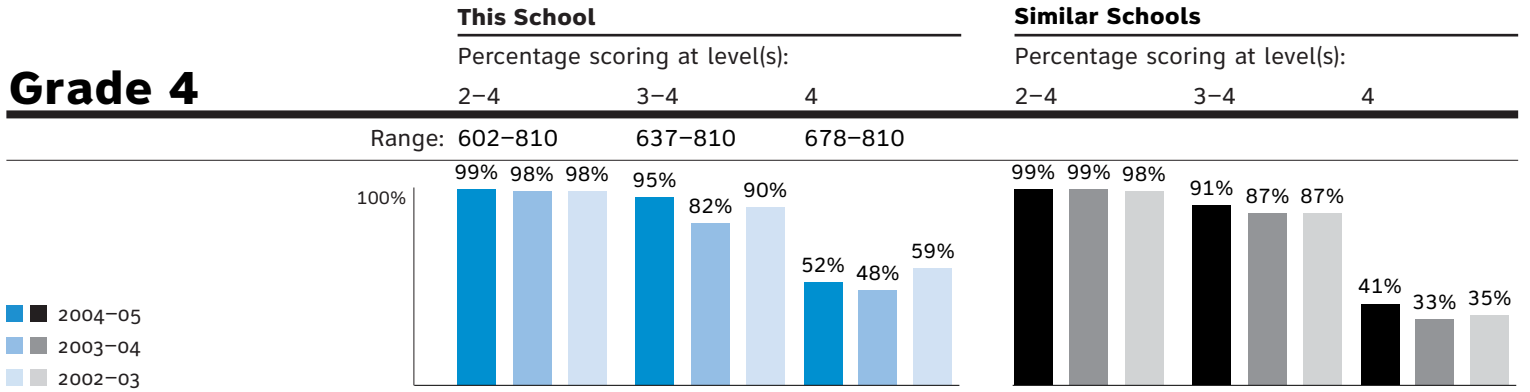 This School
Similar Schools
Percentage scoring at level(s):
Percentage scoring at level(s):
Grade 4
2–4 3–4 4
2–4 3–4 4
Range: 602–810 637–810 678–810
100%
99% 98% 98% 95% 82% 90% 52% 48% 59%
99% 99% 98% 91% 87% 87% 41% 33% 35%
2004–05
2003–04
2002–03